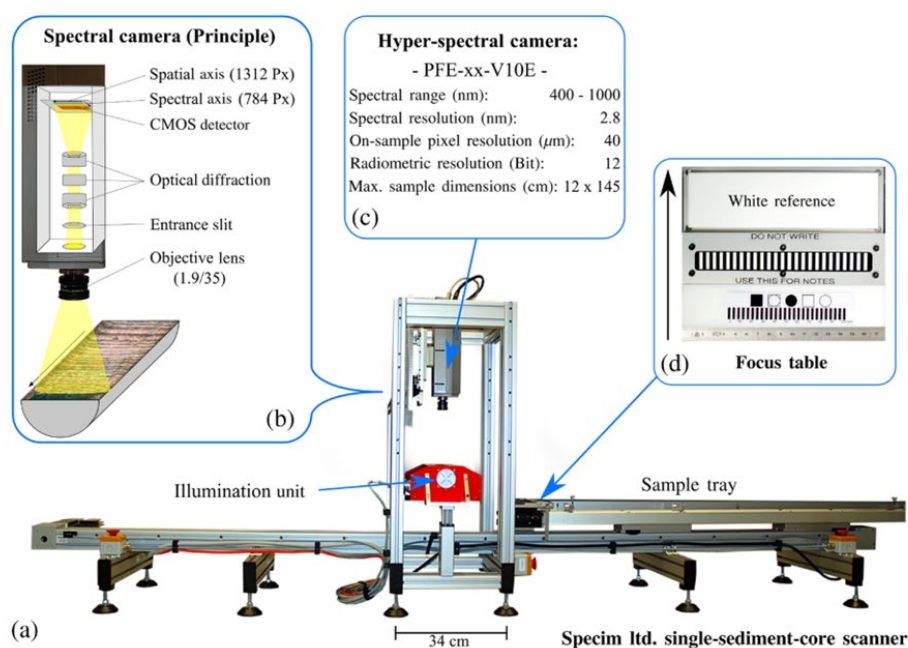 Spectral camera (Principle)
Spatial axis (1312 Px)
Spectral axis (784 Px)
CMOS detector
Optical diffraction
Entrance slit
Objective lens
(1.9/35)
(b)
Hyper-spectral camera:
- PFE-xx-V10E -
Spectral range (nm): 400 - 1000
Spectral resolution (nm): 2.8
On-sample pixel resolution (μm): 40
Radiometric resolution (Bit): 12
Max. sample dimensions (cm): 12 x 145
(c)
White reference
DO NOT WRITE
USE THIS FOR NOTES
(d)
Focus table
Illumination unit
Sample tray
(a)
34 cm
Specim ltd. single-sediment-core scanner